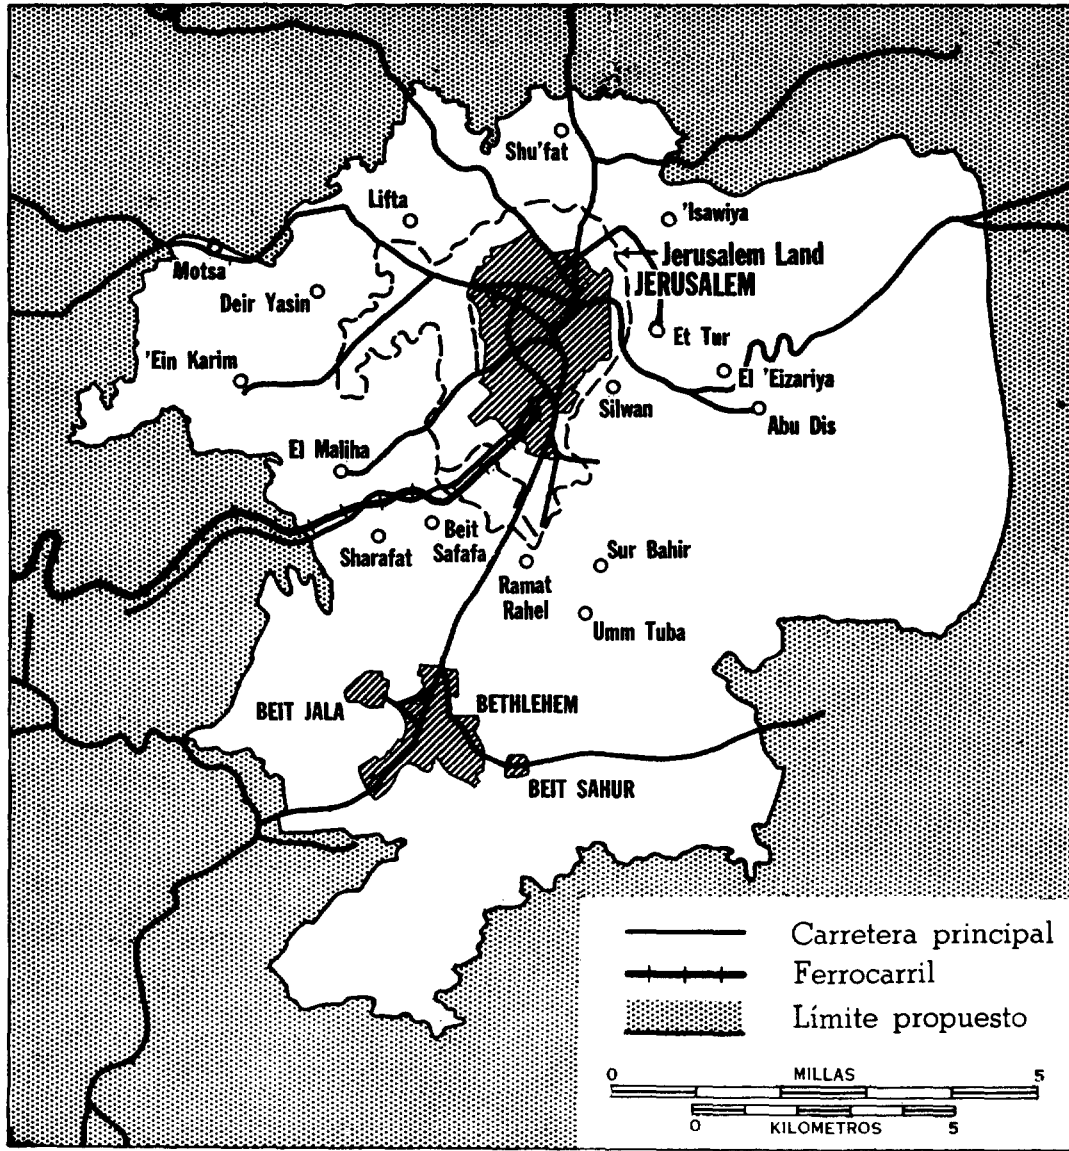 Shu'fat
Lifta
'Isawiya
Jerusalem Land
Motsa
JERUSALEM
Deir Yasin
Et Tur
'Ein Karim
El 'Eizariya
Silwan
Abu Dis
El Maliha
Beit
Safafa
Sharafat
Sur Bahir
Ramat
Rahel
Umm Tuba
BEIT JALA
BETHLEHEM
BEIT SAHUR
Carretera principal
Ferrocarril
Límite propuesto
0 MILLAS 5
0 KILOMETROS 5